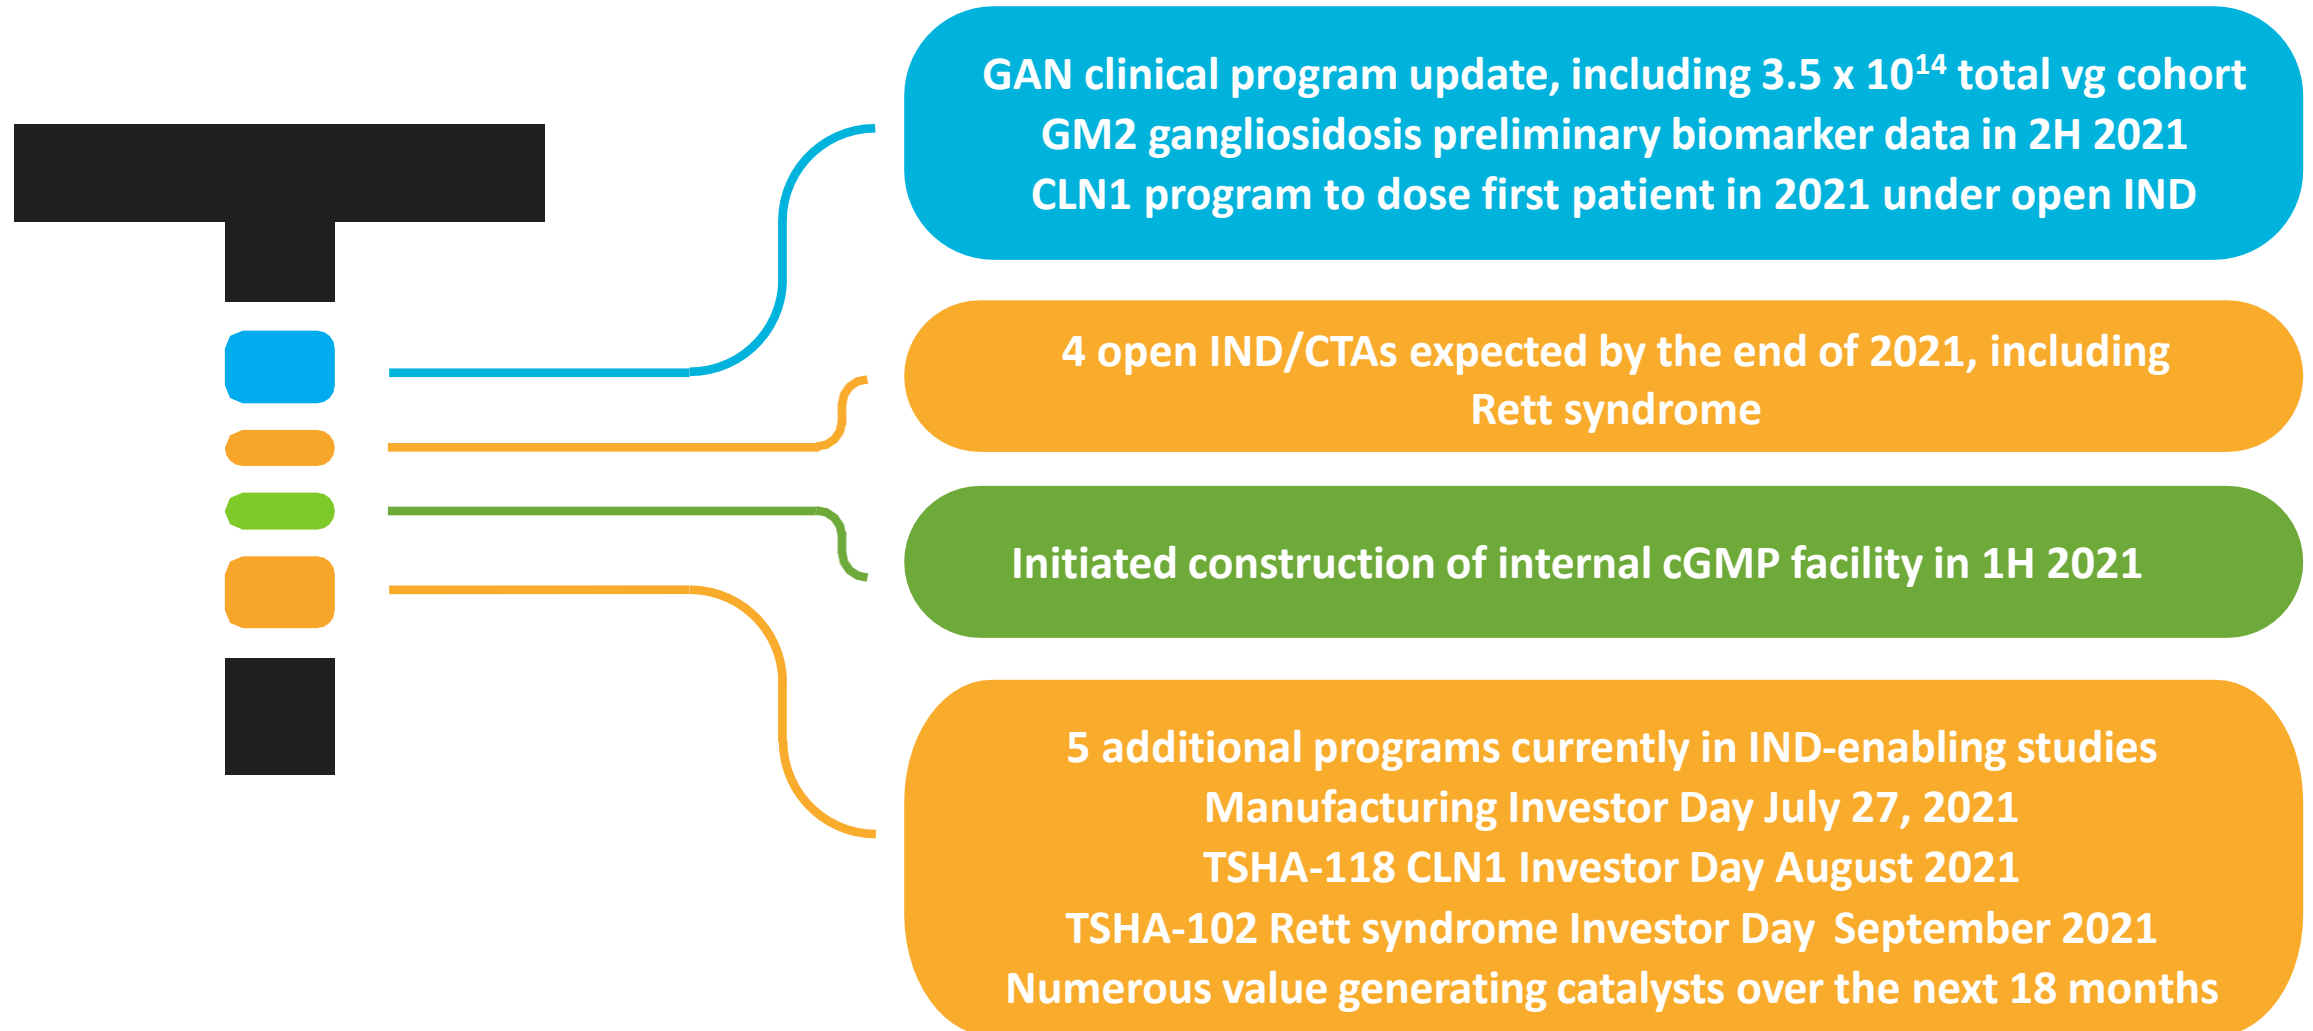 GAN clinical program update, including 3.5 x 10¹⁴ total vg cohort
GM2 gangliosidosis preliminary biomarker data in 2H 2021
CLN1 program to dose first patient in 2021 under open IND
4 open IND/CTAs expected by the end of 2021, including
Rett syndrome
Initiated construction of internal cGMP facility in 1H 2021
5 additional programs currently in IND-enabling studies
Manufacturing Investor Day July 27, 2021
TSHA-118 CLN1 Investor Day August 2021
TSHA-102 Rett syndrome Investor Day  September 2021
Numerous value generating catalysts over the next 18 months